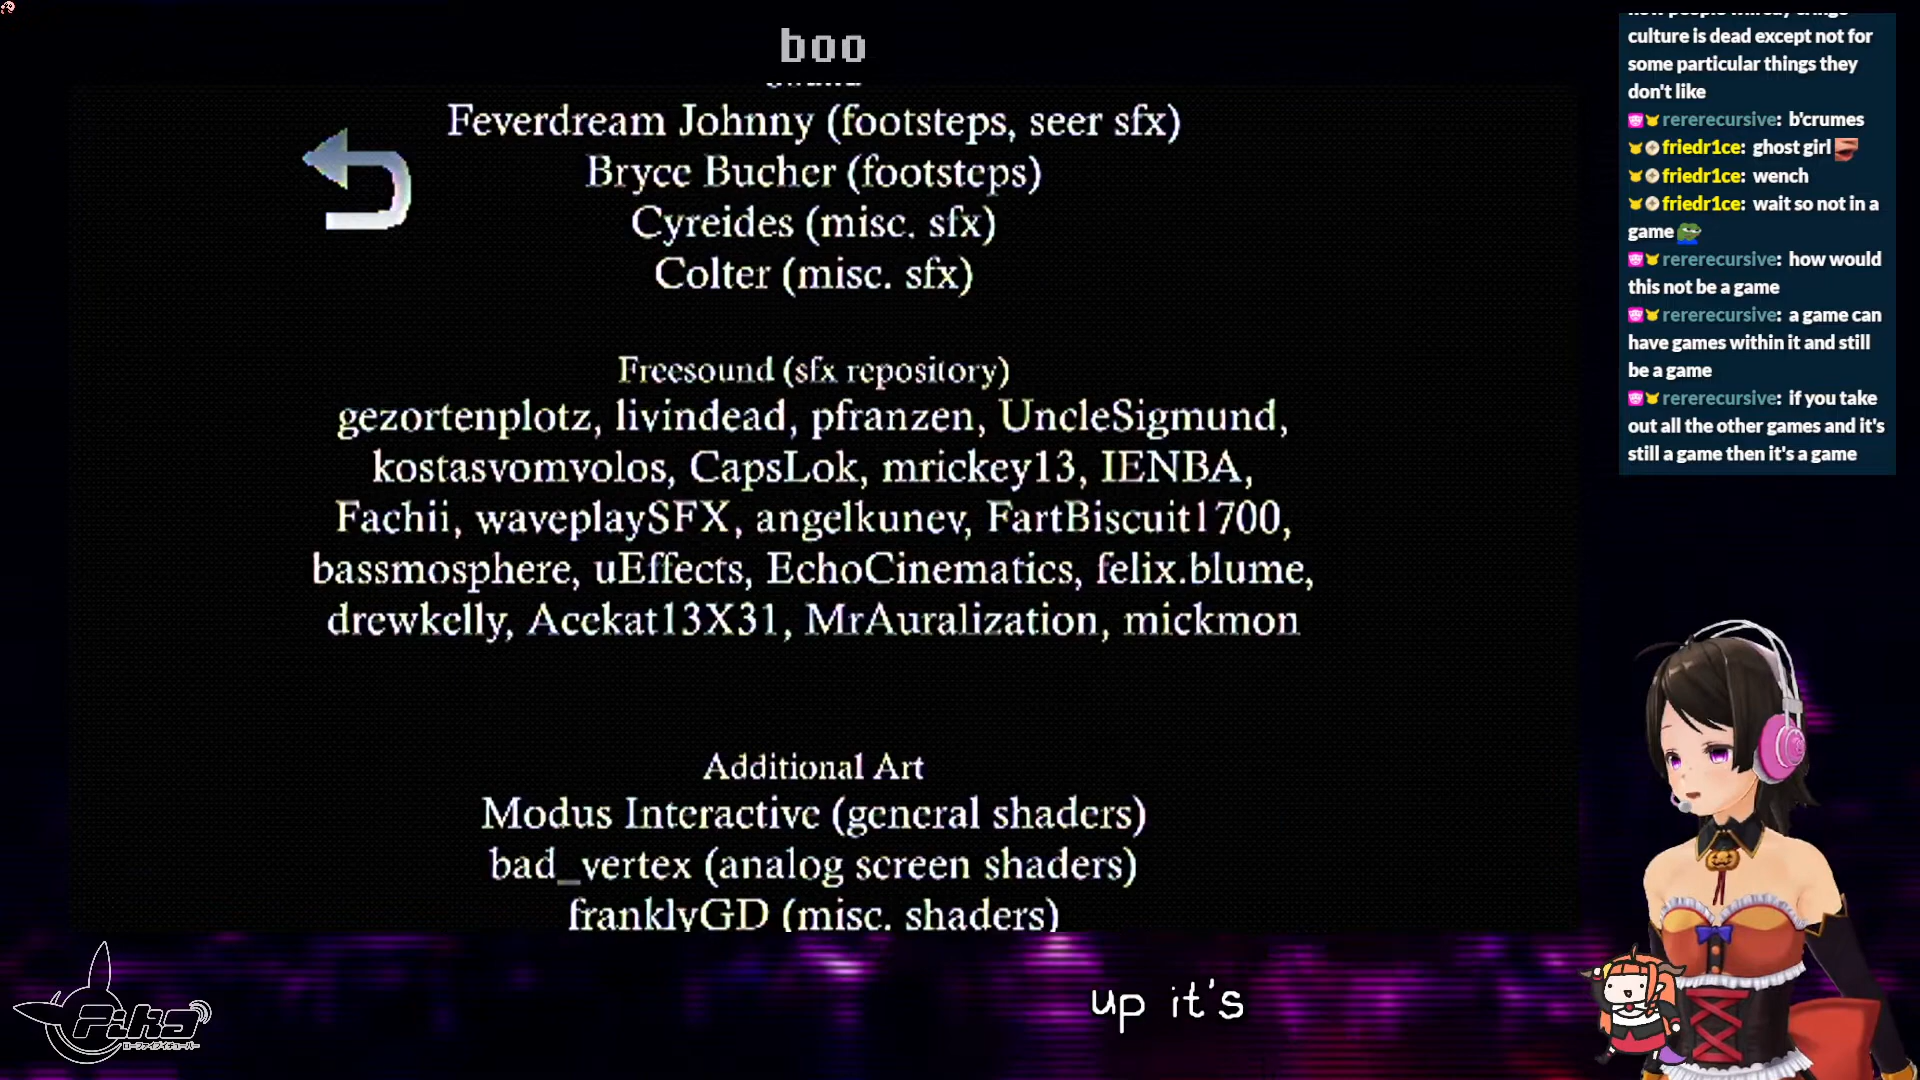 boo
Feverdream Johnny (footsteps, seer sfx)
Bryce Bucher (footsteps)
Cyreides (misc. sfx)
Colter (misc. sfx)
Freesound (sfx repository)
gezortenplotz, livindead, pfranzen, UncleSigmund,
kostasvomvolos, CapsLok, mrickey13, IENBA,
Fachii, waveplaySFX, angelkunev, FartBiscuit1700,
bassmosphere, uEffects, EchoCinematics, felix.blume,
drewkelly, Acekat13X31, MrAuralization, mickmon
Additional Art
Modus Interactive (general shaders)
bad_vertex (analog screen shaders)
franklyGD (misc. shaders)
culture is dead except not for
some particular things they
don't like
rererecursive: b'crumes
friedr1ce: ghost girl
friedr1ce: wench
friedr1ce: wait so not in a
game
rererecursive: how would
this not be a game
rererecursive: a game can
have games within it and still
be a game
rererecursive: if you take
out all the other games and it's
still a game then it's a game
up it's
Pika